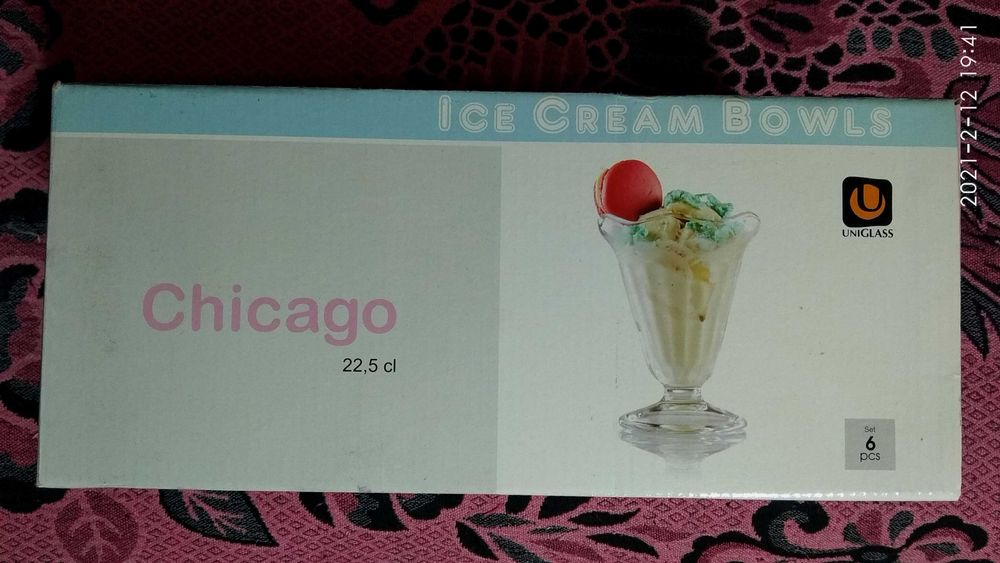 ICE CREAM BOWLS
UNIGLASS
Chicago
22,5 cl
Set
6
pcs
2021-2-12 19:41